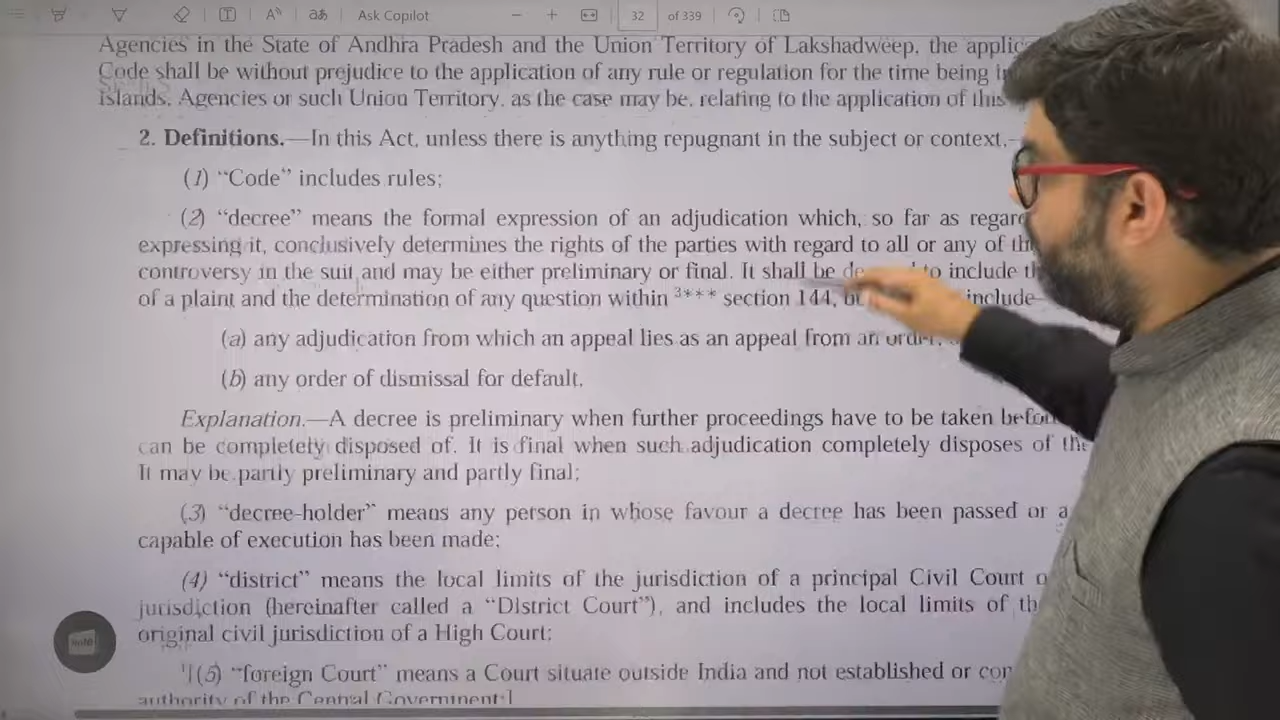 Ask Copilot
32 of 339
Agencies in the State of Andhra Pradesh and the Union Territory of Lakshadweep, the applic
Code shall be without prejudice to the application of any rule or regulation for the time being i
islands, Agencies or such Union Territory, as the case may be, relating to the application of this
2. Definitions.—In this Act, unless there is anything repugnant in the subject or context,—
(1) “Code” includes rules;
(2) “decree” means the formal expression of an adjudication which, so far as regard
expressing it, conclusively determines the rights of the parties with regard to all or any of th
controversy in the suit and may be either preliminary or final. It shall be de to include th
of a plaint and the determination of any question within 3*** section 144, include—
(a) any adjudication from which an appeal lies as an appeal from an order,
(b) any order of dismissal for default.
Explanation.—A decree is preliminary when further proceedings have to be taken befo
can be completely disposed of. It is final when such adjudication completely disposes of the
It may be partly preliminary and partly final;
(3) “decree-holder” means any person in whose favour a decree has been passed or a
capable of execution has been made;
(4) “district” means the local limits of the jurisdiction of a principal Civil Court o
jurisdiction (hereinafter called a “District Court”), and includes the local limits of th
original civil jurisdiction of a High Court;
1[(5) “foreign Court” means a Court situate outside India and not established or con
authority of the Central Government;]